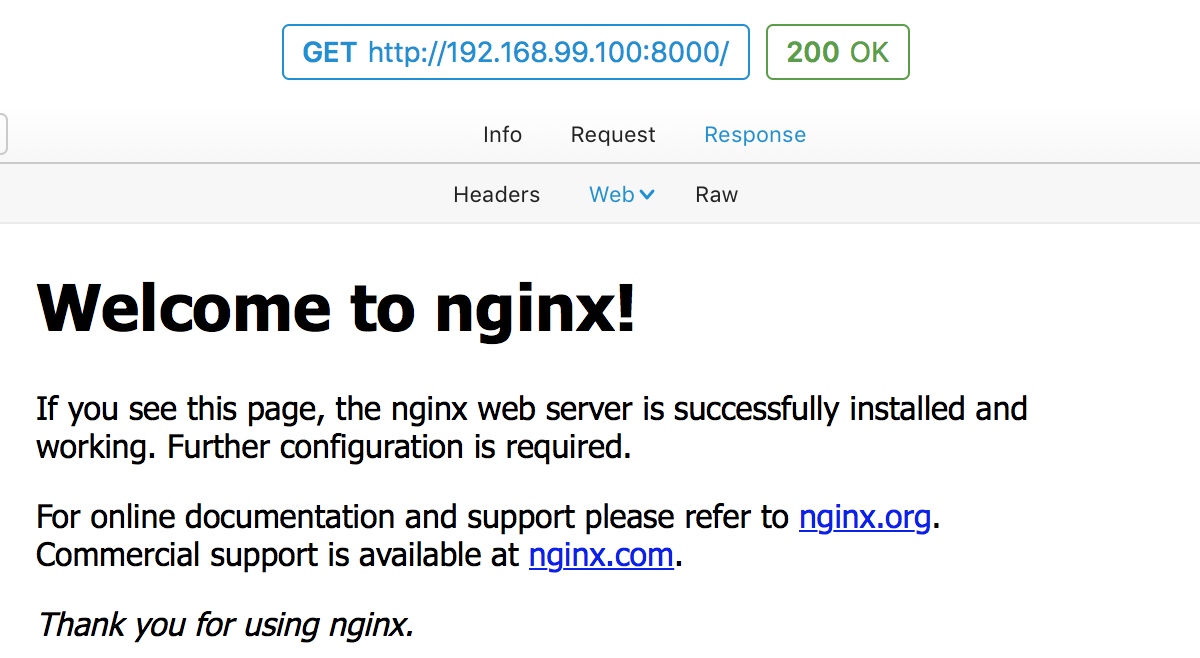 GET http://192.168.99.100:8000/ 200 OK
Info Request Response
Headers Web Raw
Welcome to nginx!
If you see this page, the nginx web server is successfully installed and
working. Further configuration is required.
For online documentation and support please refer to nginx.org.
Commercial support is available at nginx.com.
Thank you for using nginx.